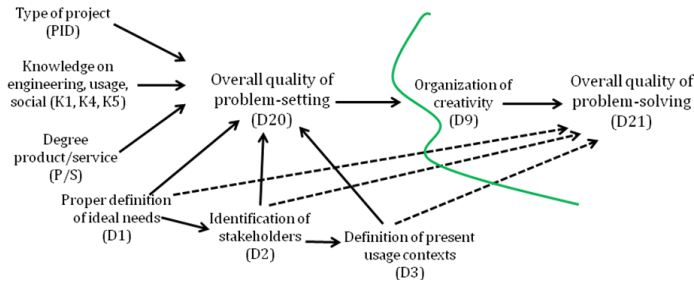 Type of project
(PID)
Knowledge on
engineering, usage,
social (K1, K4, K5)
Degree
product/service
(P/S)
Proper definition
of ideal needs
(D1)
Identification of
stakeholders
(D2)
Definition of present
usage contexts
(D3)
Overall quality of
problem-setting
(D20)
Organization of
creativity
(D9)
Overall quality of
problem-solving
(D21)